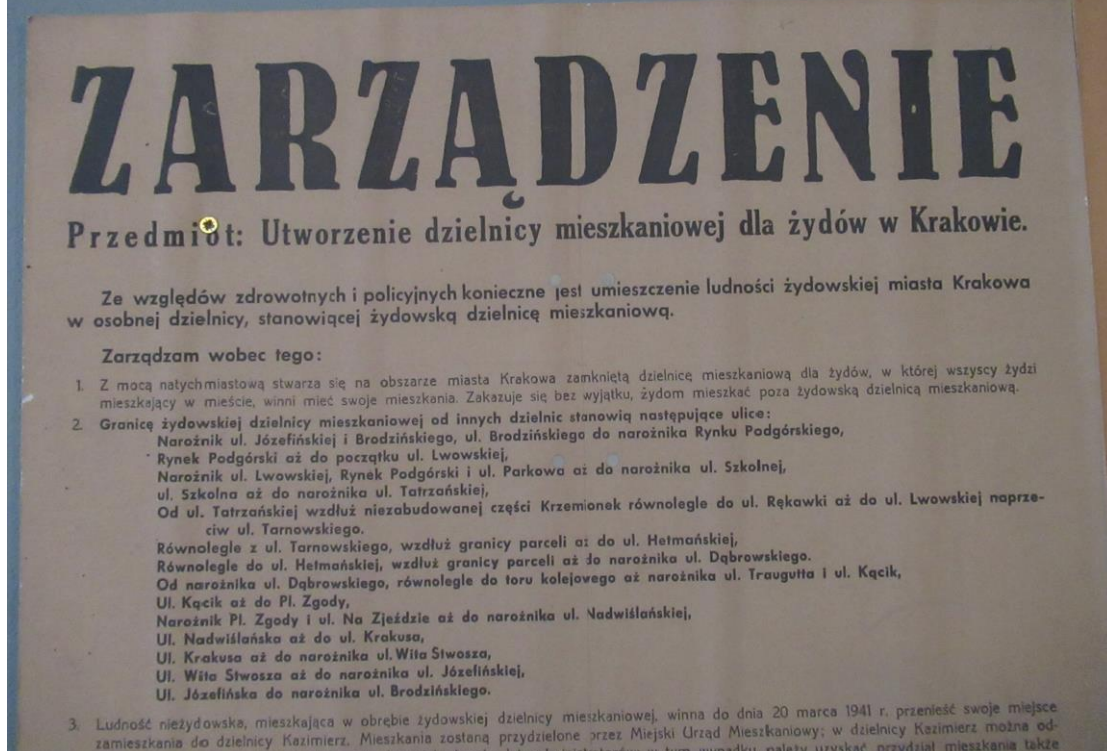 ZARZĄDZENIE
Przedmiot: Utworzenie dzielnicy mieszkaniowej dla żydów w Krakowie.
Ze względów zdrowotnych i policyjnych konieczne jest umieszczenie ludności żydowskiej miasta Krakowa
w osobnej dzielnicy, stanowiącej żydowską dzielnicę mieszkaniową.
Zarządzam wobec tego:
1. Z mocą natychmiastową stwarza się na obszarze miasta Krakowa zamkniętą dzielnicę mieszkaniową dla żydów, w której wszyscy żydzi
mieszkający w mieście, winni mieć swoje mieszkania. Zakazuje się bez wyjątku, żydom mieszkać poza żydowską dzielnicą mieszkaniową.
2. Granicę żydowskiej dzielnicy mieszkaniowej od innych dzielnic stanowią następujące ulice:
Narożnik ul. Józefińskiej i Brodzińskiego, ul. Brodzińskiego do narożnika Rynku Podgórskiego,
Rynek Podgórski aż do początku ul. Lwowskiej,
Narożnik ul. Lwowskiej, Rynek Podgórski i ul. Parkowa aż do narożnika ul. Szkolnej,
ul. Szkolna aż do narożnika ul. Tatrzańskiej,
Od ul. Tatrzańskiej wzdłuż niezabudowanej części Krzemionek równolegle do ul. Rękawki aż do ul. Lwowskiej naprze-
ciw ul. Tarnowskiego.
Równolegle z ul. Tarnowskiego, wzdłuż granicy parceli aż do ul. Hetmańskiej,
Równolegle do ul. Hetmańskiej, wzdłuż granicy parceli aż do narożnika ul. Dąbrowskiego.
Od narożnika ul. Dąbrowskiego, równolegle do toru kolejowego aż narożnika ul. Traugutta i ul. Kącik,
Ul. Kącik aż do Pl. Zgody,
Narożnik Pl. Zgody i ul. Na Zjeździe aż do narożnika ul. Nadwiślańskiej,
Ul. Nadwiślańska aż do ul. Krakusa,
Ul. Krakusa aż do narożnika ul. Wita Stwosza,
Ul. Wita Stwosza aż do narożnika ul. Józefińskiej,
Ul. Józefińska do narożnika ul. Brodzińskiego.
3. Ludność nieżydowska, mieszkająca w obrębie żydowskiej dzielnicy mieszkaniowej, winna do dnia 20 marca 1941 r. przenieść swoje miejsce
zamieszkania do dzielnicy Kazimierz. Mieszkania zostaną przydzielone przez Miejski Urząd Mieszkaniowy; w dzielnicy Kazimierz można od-
w tym wypadku należy uzyskać przydział mieszkania także